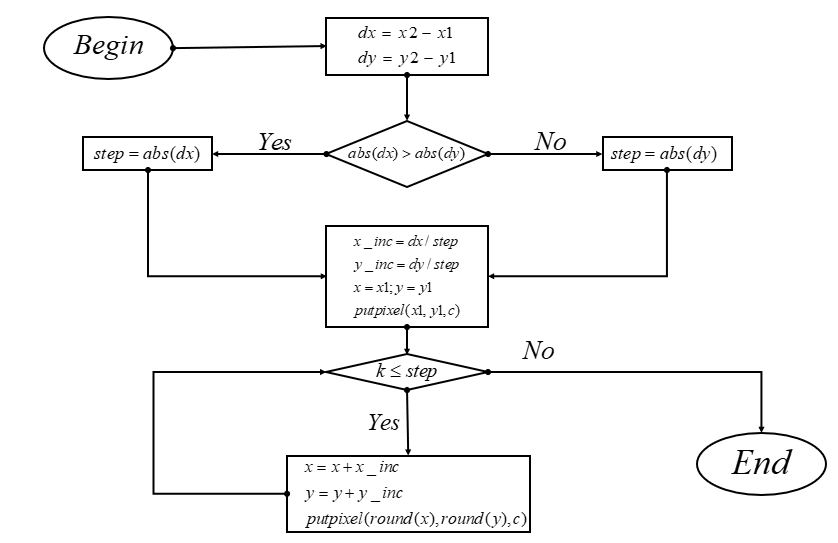 Begin
dx = x2 − x1
dy = y2 − y1
Yes
No
step = abs(dx)
abs(dx) > abs(dy)
step = abs(dy)
x_inc = dx / step
y_inc = dy / step
x = x1; y = y1
putpixel(x1, y1, c)
No
k ≤ step
Yes
End
x = x + x_inc
y = y + y_inc
putpixel(round(x), round(y), c)